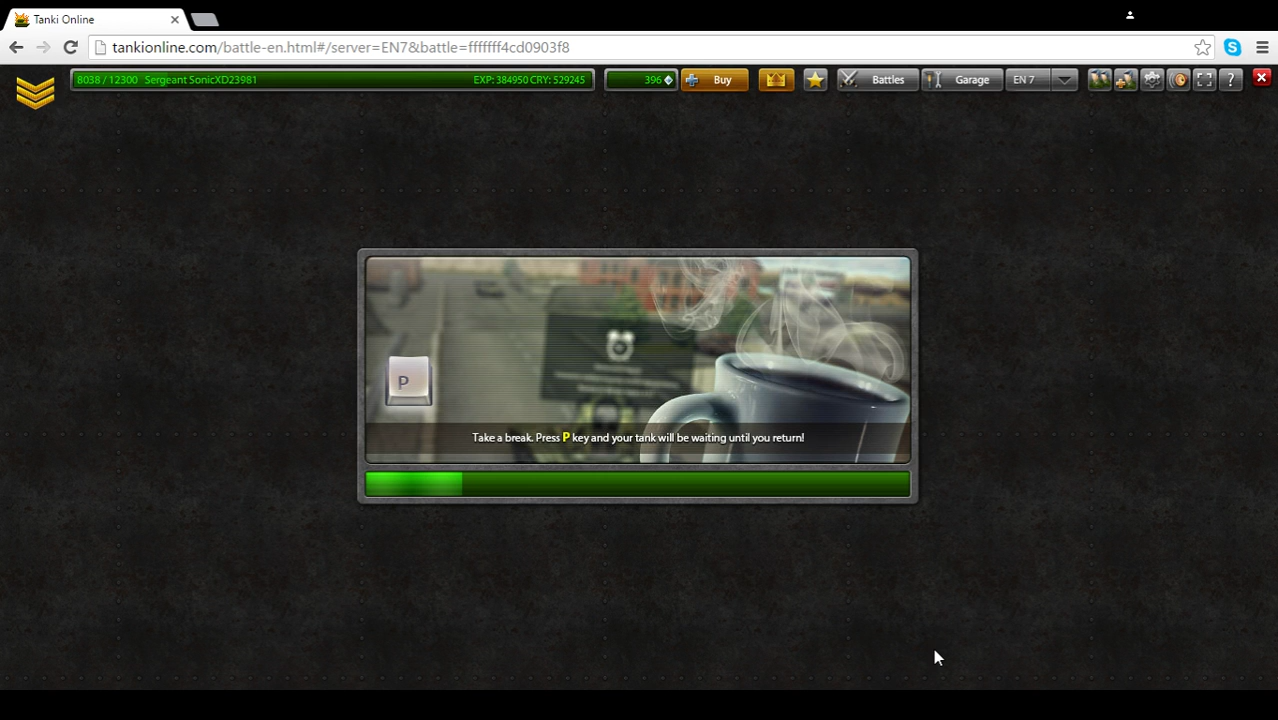 Tanki Online
tankionline.com/battle-en.html#/server=EN7&battle=fffffff4cd0903f8
8038 / 12300 Sergeant SonicXD23981 EXP: 384950 CRY: 529245 396 Buy Battles Garage EN 7 ?
P
Take a break. Press P key and your tank will be waiting until you return!